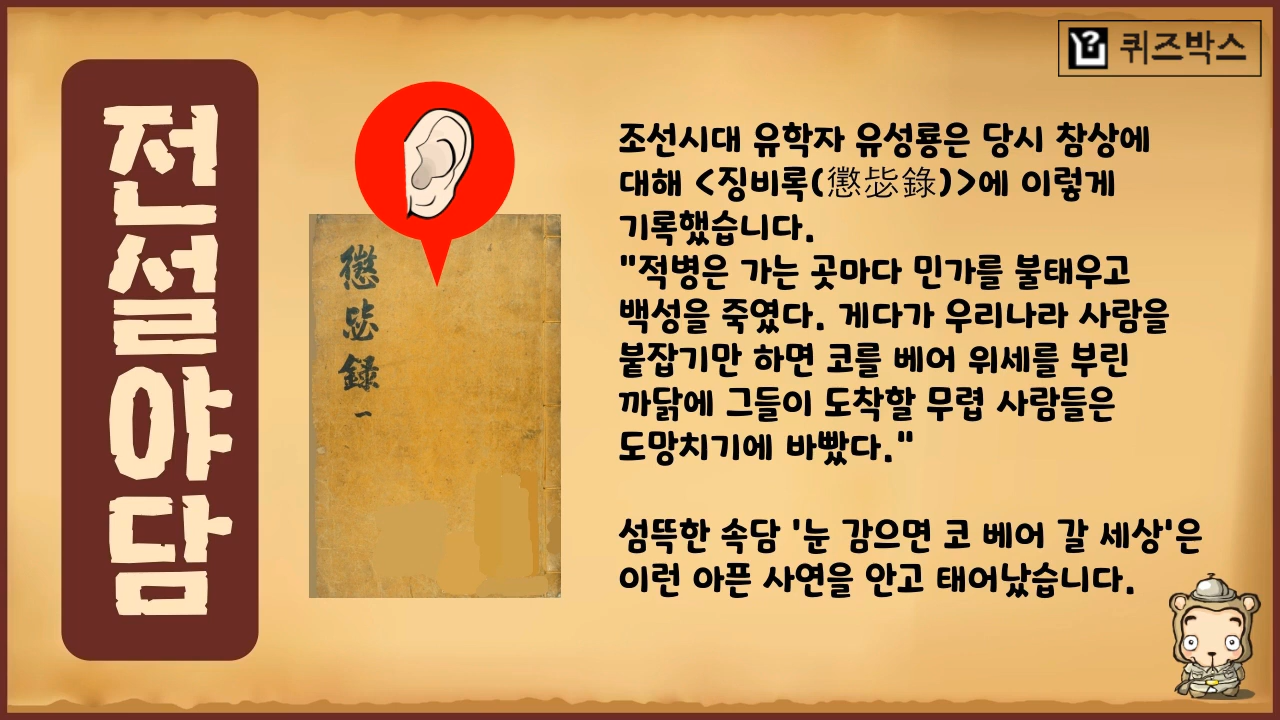 퀴즈박스
전설야담
懲毖錄 一
조선시대 유학자 유성룡은 당시 참상에
대해 <징비록(懲毖錄)>에 이렇게
기록했습니다.
"적병은 가는 곳마다 민가를 불태우고
백성을 죽였다. 게다가 우리나라 사람을
붙잡기만 하면 코를 베어 위세를 부린
까닭에 그들이 도착할 무렵 사람들은
도망치기에 바빴다."
섬뜩한 속담 '눈 감으면 코 베어 갈 세상'은
이런 아픈 사연을 안고 태어났습니다.